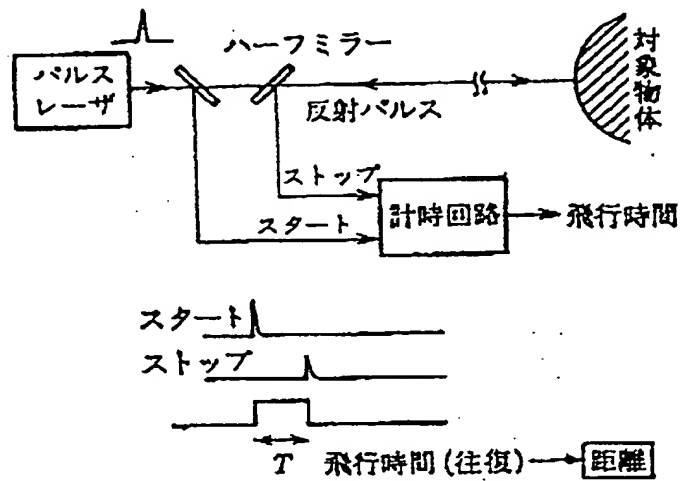 ハーフミラー
パルス
レーザ
対象物体
反射パルス
ストップ
スタート
計時回路
飛行時間
スタート
ストップ
T 飛行時間(往復) 距離